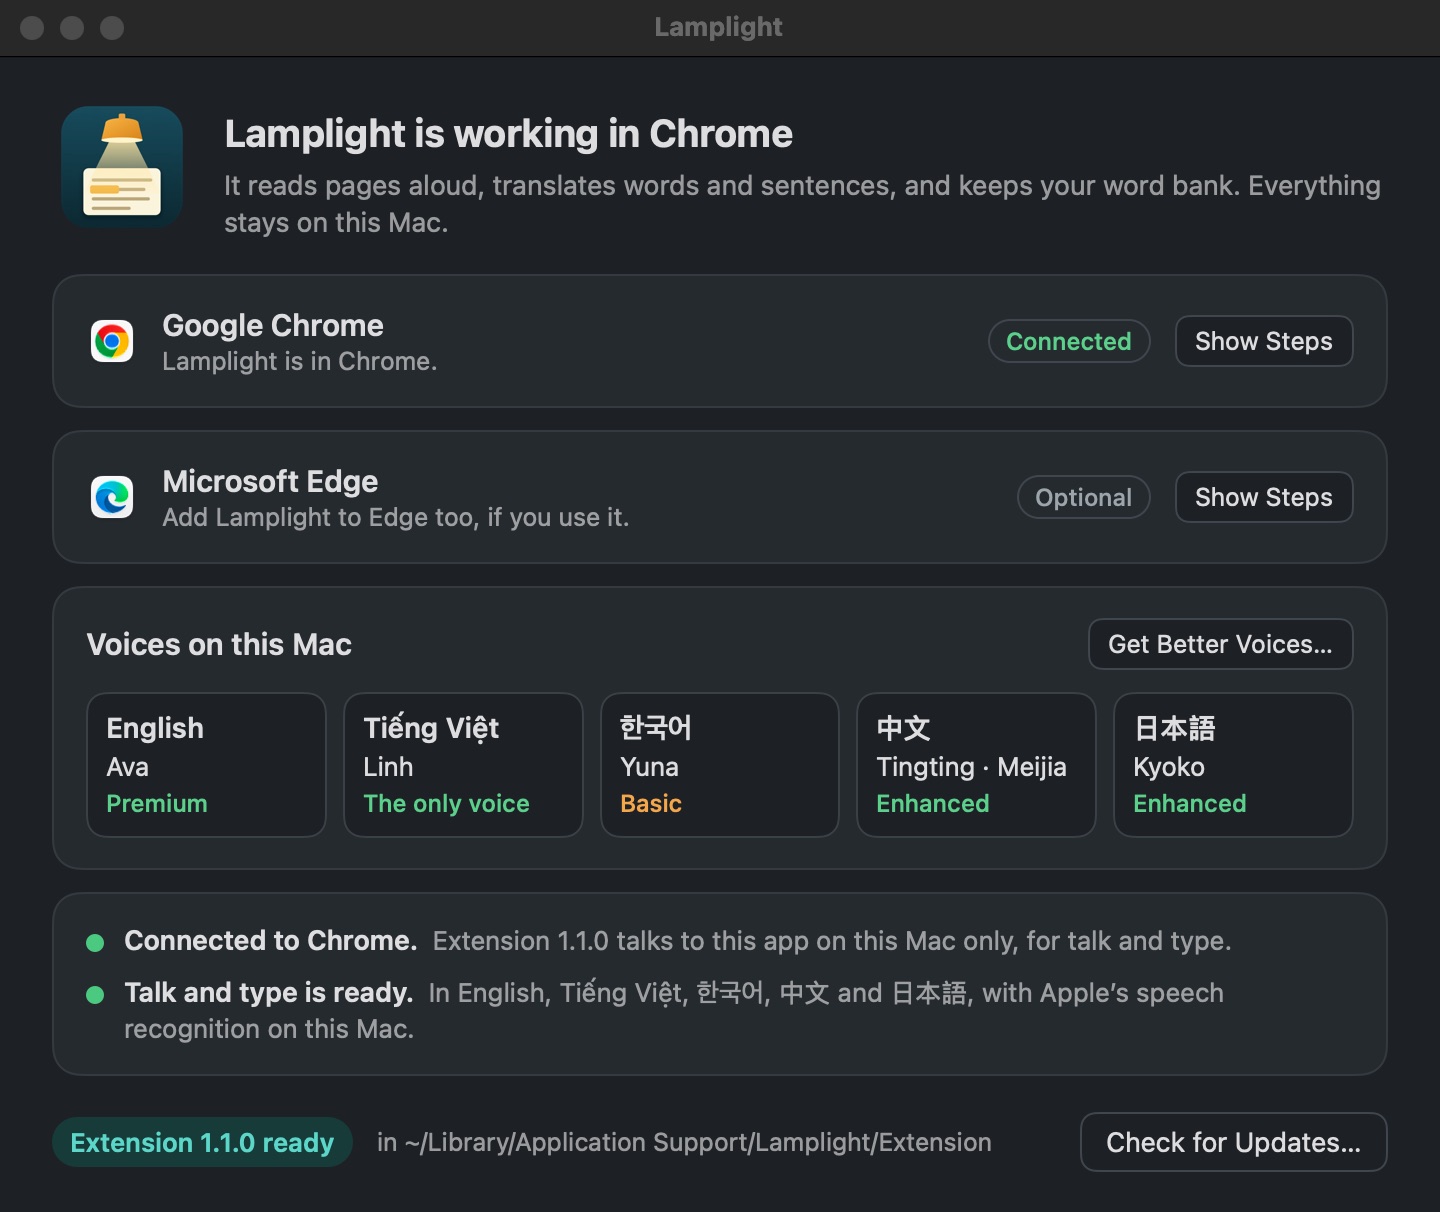 Lamplight
Lamplight is working in Chrome
It reads pages aloud, translates words and sentences, and keeps your word bank. Everything
stays on this Mac.
Google Chrome
Lamplight is in Chrome.
Connected
Show Steps
Microsoft Edge
Add Lamplight to Edge too, if you use it.
Optional
Show Steps
Voices on this Mac
Get Better Voices…
English
Ava
Premium
Tiếng Việt
Linh
The only voice
한국어
Yuna
Basic
中文
Tingting · Meijia
Enhanced
日本語
Kyoko
Enhanced
Connected to Chrome. Extension 1.1.0 talks to this app on this Mac only, for talk and type.
Talk and type is ready. In English, Tiếng Việt, 한국어, 中文 and 日本語, with Apple’s speech
recognition on this Mac.
Extension 1.1.0 ready
in ~/Library/Application Support/Lamplight/Extension
Check for Updates…